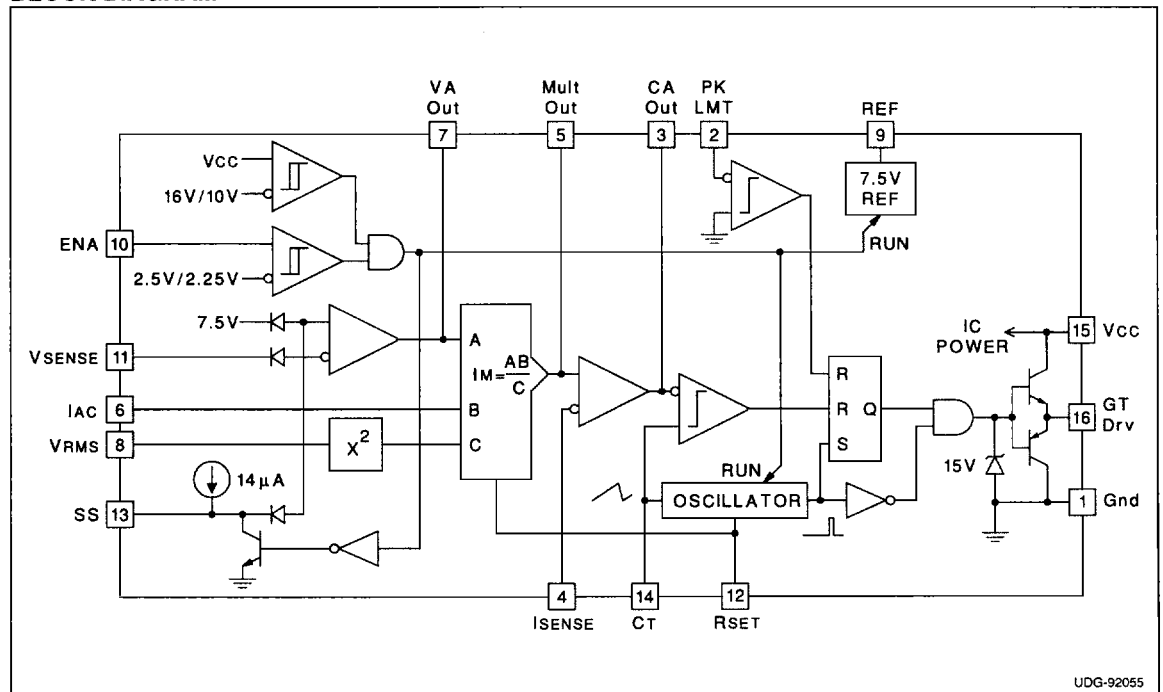 VA Out
7
Mult Out
5
CA Out
3
PK LMT
2
REF
9
VCC
16V/10V
7.5V REF
ENA
10
RUN
2.5V/2.25V
7.5V
VSENSE
11
A
IM=AB/C
IC POWER
15
VCC
IAC
6
B
R
R
Q
16
GT Drv
VRMS
8
X²
C
S
15V
14μA
RUN
SS
13
OSCILLATOR
1
Gnd
4
ISENSE
14
CT
12
RSET
UDG-92055